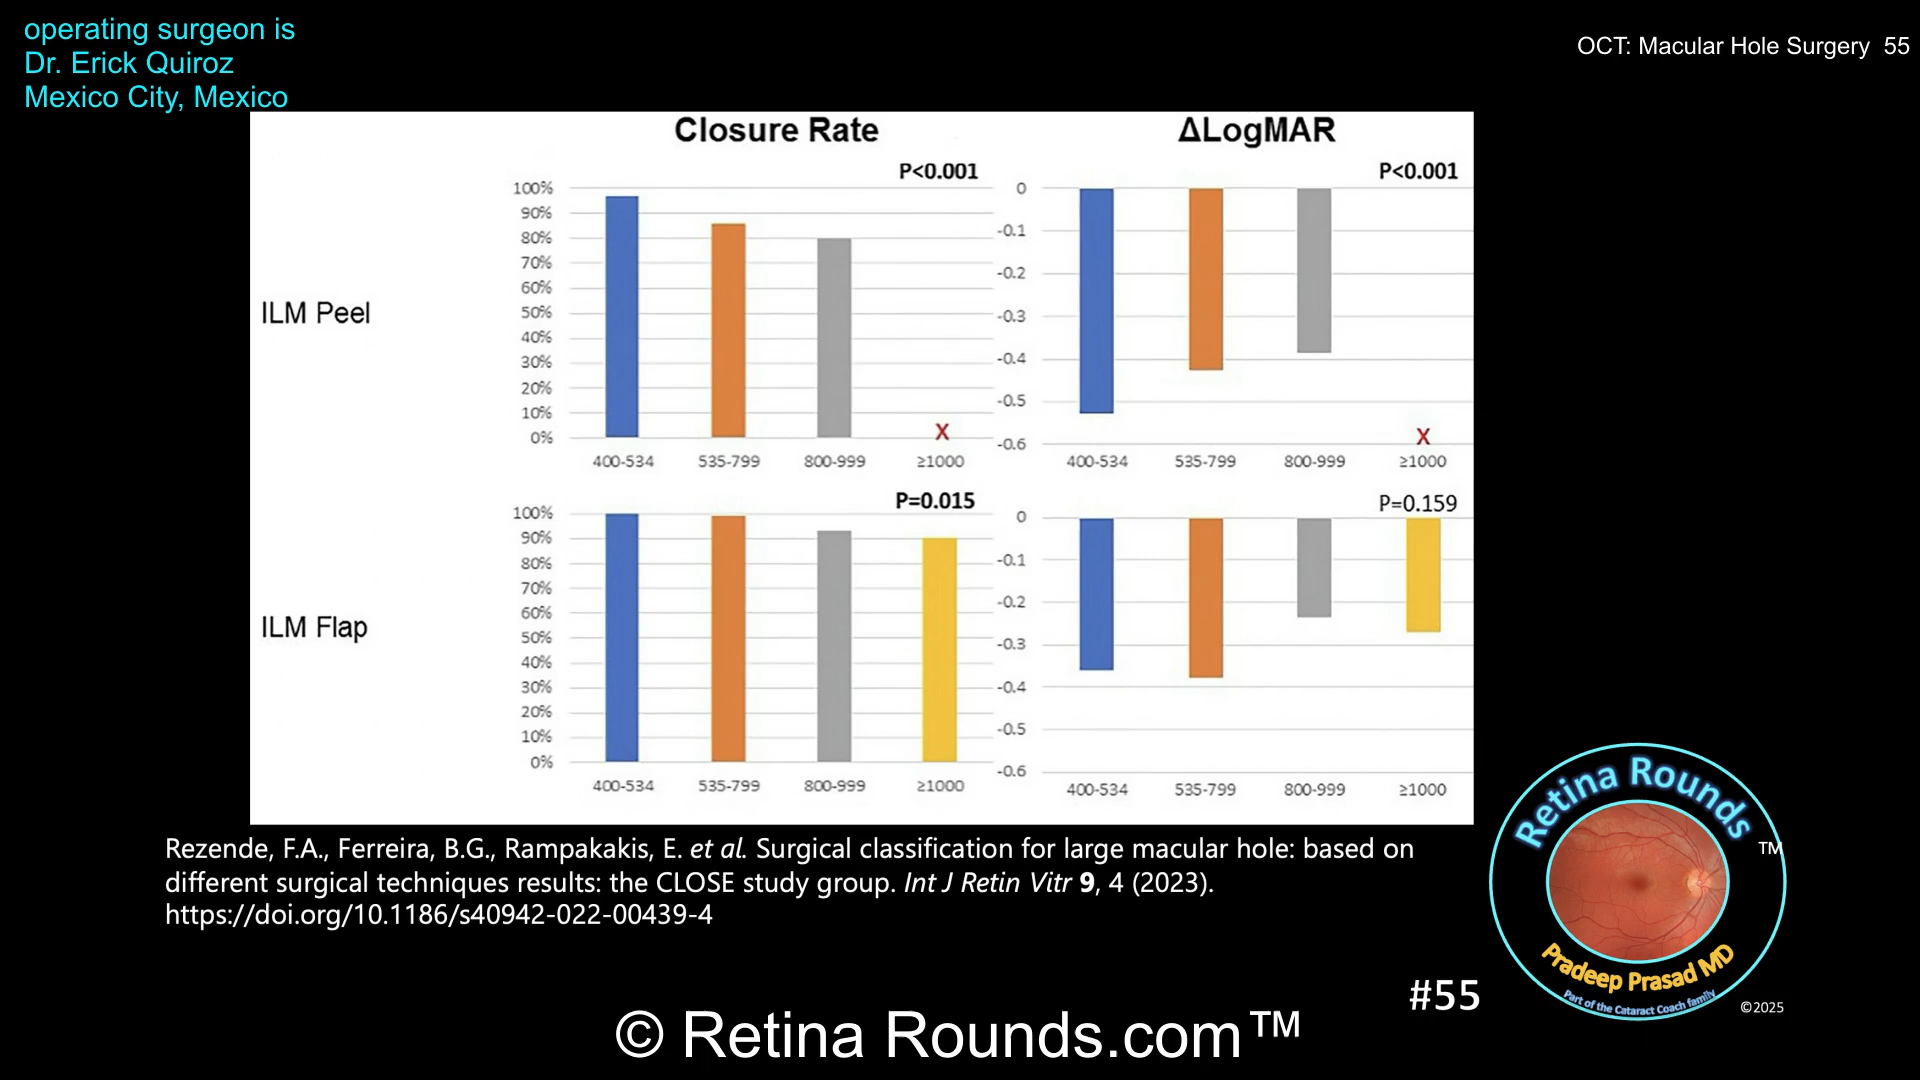 operating surgeon is
Dr. Erick Quiroz
Mexico City, Mexico
OCT: Macular Hole Surgery 55
Closure Rate
ΔLogMAR
P<0.001
P<0.001
ILM Peel
100%
90%
80%
70%
60%
50%
40%
30%
20%
10%
0%
X
400-534 535-799 800-999 ≥1000
0
-0.1
-0.2
-0.3
-0.4
-0.5
-0.6
X
400-534 535-799 800-999 ≥1000
P=0.015
P=0.159
ILM Flap
100%
90%
80%
70%
60%
50%
40%
30%
20%
10%
0%
400-534 535-799 800-999 ≥1000
0
-0.1
-0.2
-0.3
-0.4
-0.5
-0.6
400-534 535-799 800-999 ≥1000
Rezende, F.A., Ferreira, B.G., Rampakakis, E. et al. Surgical classification for large macular hole: based on
different surgical techniques results: the CLOSE study group. Int J Retin Vitr 9, 4 (2023).
https://doi.org/10.1186/s40942-022-00439-4
Retina Rounds
TM
Pradeep Prasad MD
Part of the Cataract Coach family
©2025
#55
© Retina Rounds.com™